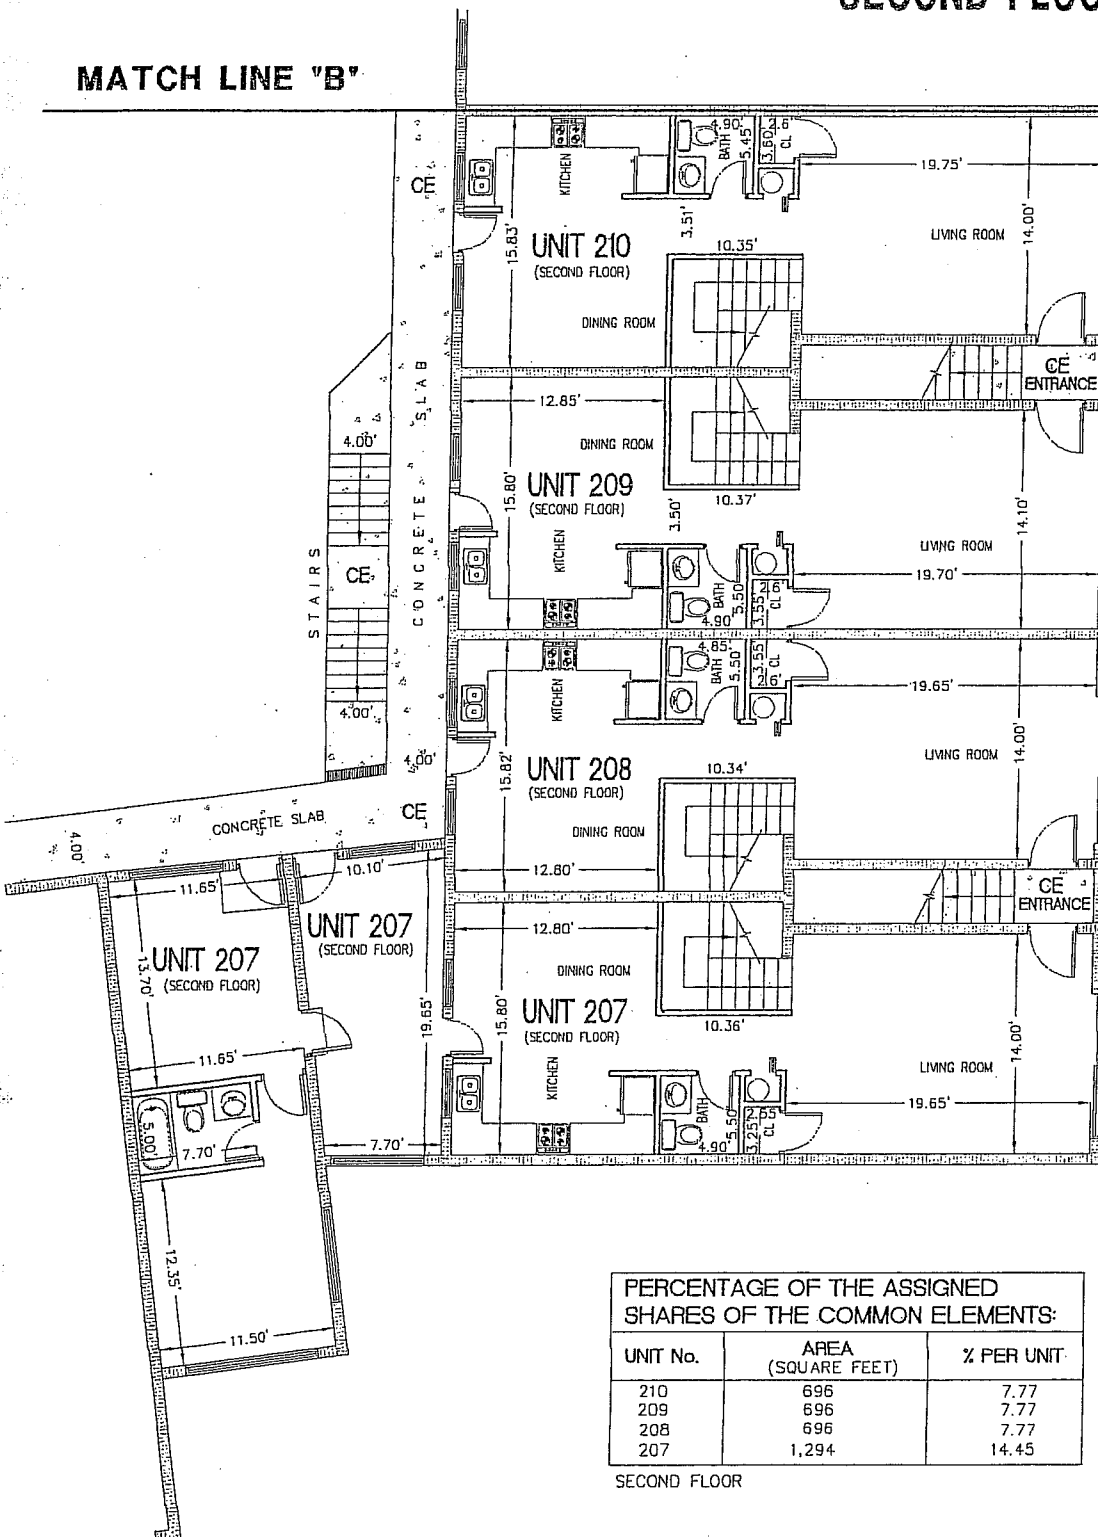 MATCH LINE "B"
4.90'
2.6'
BATH
5.45'
3.60'
CL
CE
KITCHEN
19.75'
3.51'
15.83'
UNIT 210
(SECOND FLOOR)
10.35'
LIVING ROOM
14.00'
DINING ROOM
CE
ENTRANCE
12.85'
4.00'
CONCRETE SLAB
DINING ROOM
UNIT 209
(SECOND FLOOR)
15.80'
10.37'
3.50'
14.10'
KITCHEN
LIVING ROOM
STAIRS
CE
19.70'
BATH
5.50'
3.55'
2.6'
CL
4.90'
4.85'
BATH
5.50'
3.55'
CL
2.6'
KITCHEN
19.65'
4.00'
4.00'
15.82'
UNIT 208
(SECOND FLOOR)
10.34'
LIVING ROOM
14.00'
CE
CONCRETE SLAB
4.00'
DINING ROOM
11.65'
10.10'
12.80'
CE
ENTRANCE
UNIT 207
(SECOND FLOOR)
12.80'
UNIT 207
(SECOND FLOOR)
13.70'
DINING ROOM
UNIT 207
(SECOND FLOOR)
19.65'
15.80'
10.36'
14.00'
11.65'
KITCHEN
LIVING ROOM
19.65'
BATH
5.50'
2.65'
3.25'
CL
4.90'
5.00'
7.70'
7.70'
12.35'
11.50'
PERCENTAGE OF THE ASSIGNED
SHARES OF THE COMMON ELEMENTS:
UNIT No. AREA % PER UNIT
(SQUARE FEET)
210 696 7.77
209 696 7.77
208 696 7.77
207 1,294 14.45
SECOND FLOOR